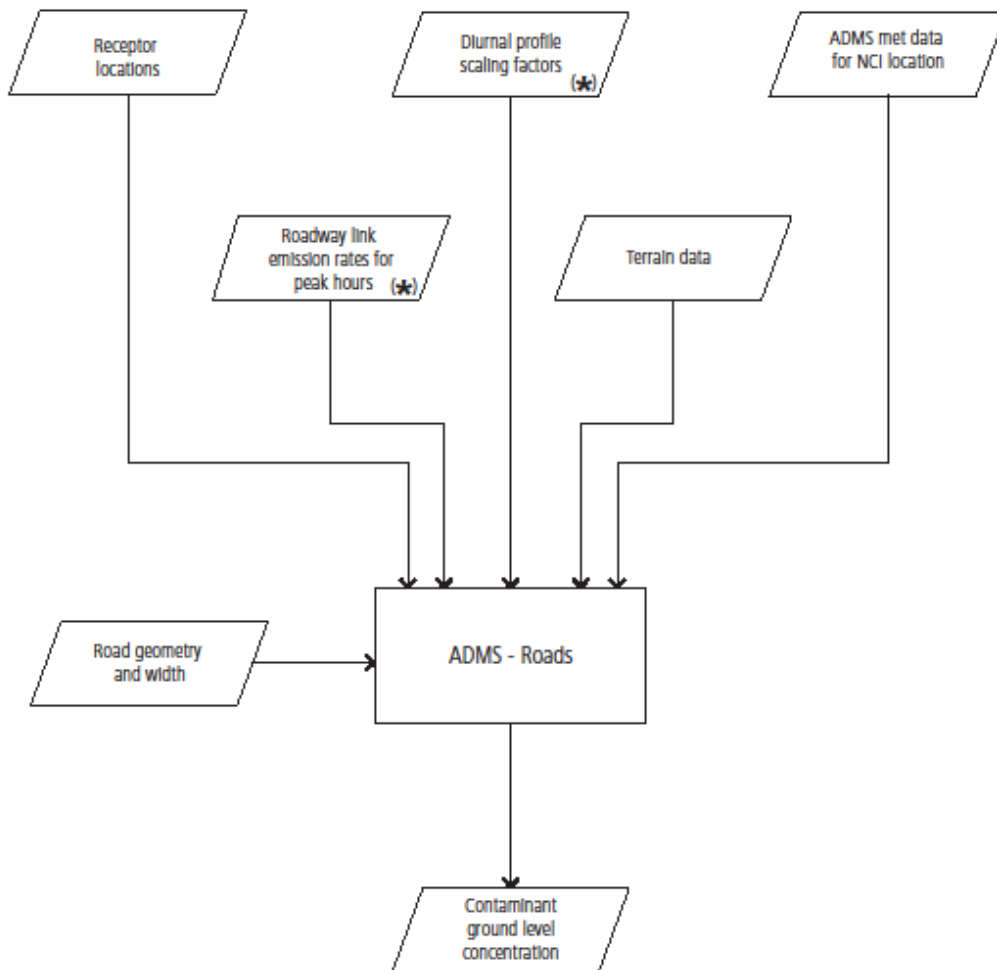 Receptor
locations
Diurnal profile
scaling factors
(*)
ADMS met data
for NCI location
Roadway link
emission rates for
peak hours (*)
Terrain data
Road geometry
and width
ADMS - Roads
Contaminant
ground level
concentration